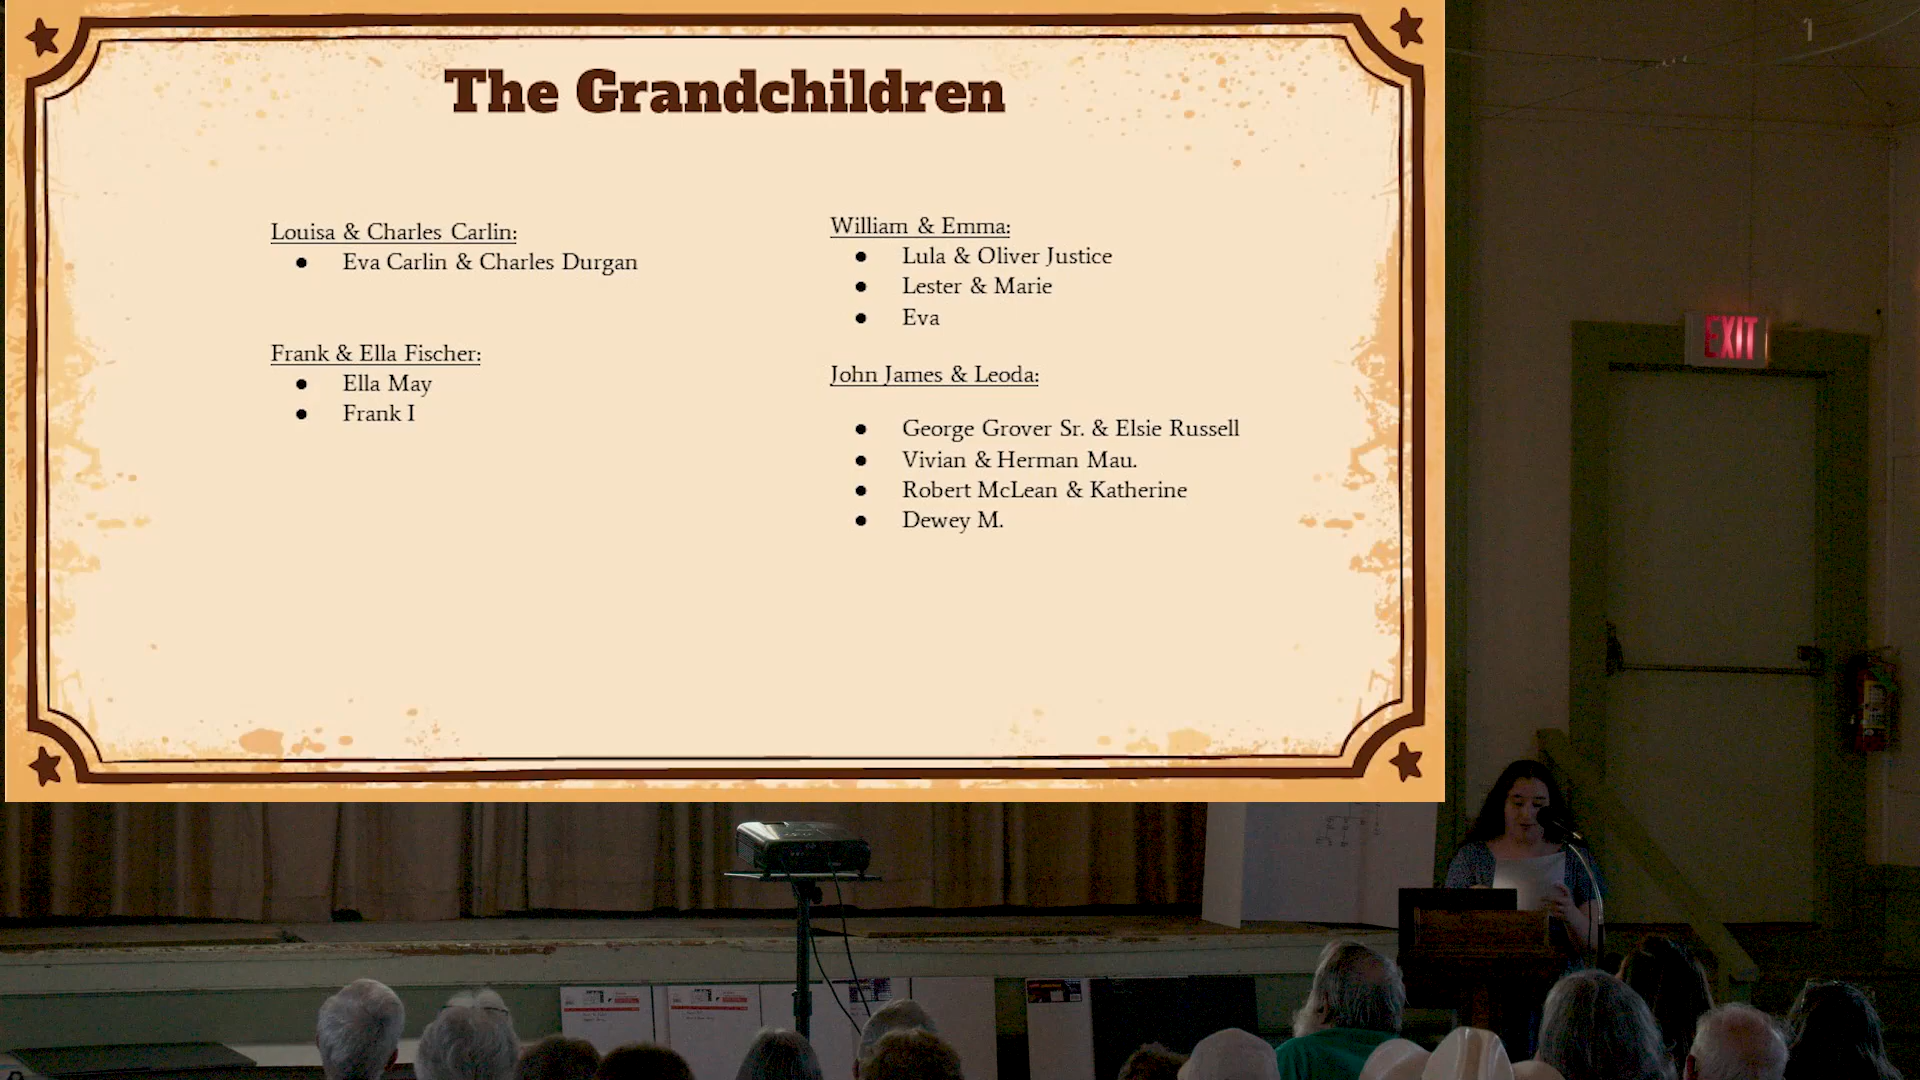 The Grandchildren
Louisa & Charles Carlin:
● Eva Carlin & Charles Durgan
Frank & Ella Fischer:
● Ella May
● Frank I
William & Emma:
● Lula & Oliver Justice
● Lester & Marie
● Eva
John James & Leoda:
● George Grover Sr. & Elsie Russell
● Vivian & Herman Mau.
● Robert McLean & Katherine
● Dewey M.
EXIT